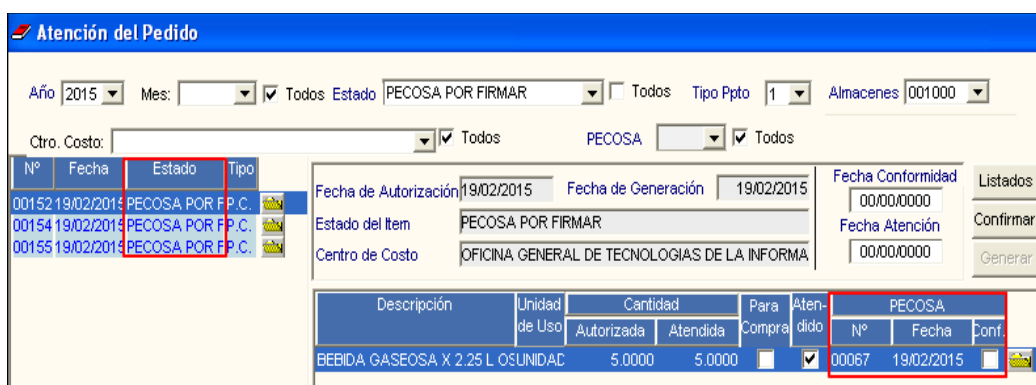 Atención del Pedido
Año 2015 Mes: Todos Estado PECOSA POR FIRMAR Todos Tipo Ppto 1 Almacenes 001000
Ctro. Costo: Todos PECOSA Todos
Nº Fecha Estado Tipo
00152 19/02/2015 PECOSA POR F P.C.
00154 19/02/2015 PECOSA POR F P.C.
00155 19/02/2015 PECOSA POR F P.C.
Fecha de Autorización 19/02/2015 Fecha de Generación 19/02/2015
Estado del Item PECOSA POR FIRMAR
Centro de Costo OFICINA GENERAL DE TECNOLOGIAS DE LA INFORMA
Fecha Conformidad
00/00/0000
Fecha Atención
00/00/0000
Listados
Confirmar
Generar
Descripción Unidad de Uso Cantidad Para Compra Aten-dido PECOSA
Autorizada Atendida Nº Fecha Conf.
BEBIDA GASEOSA X 2.25 L OS UNIDAD 5.0000 5.0000 00067 19/02/2015